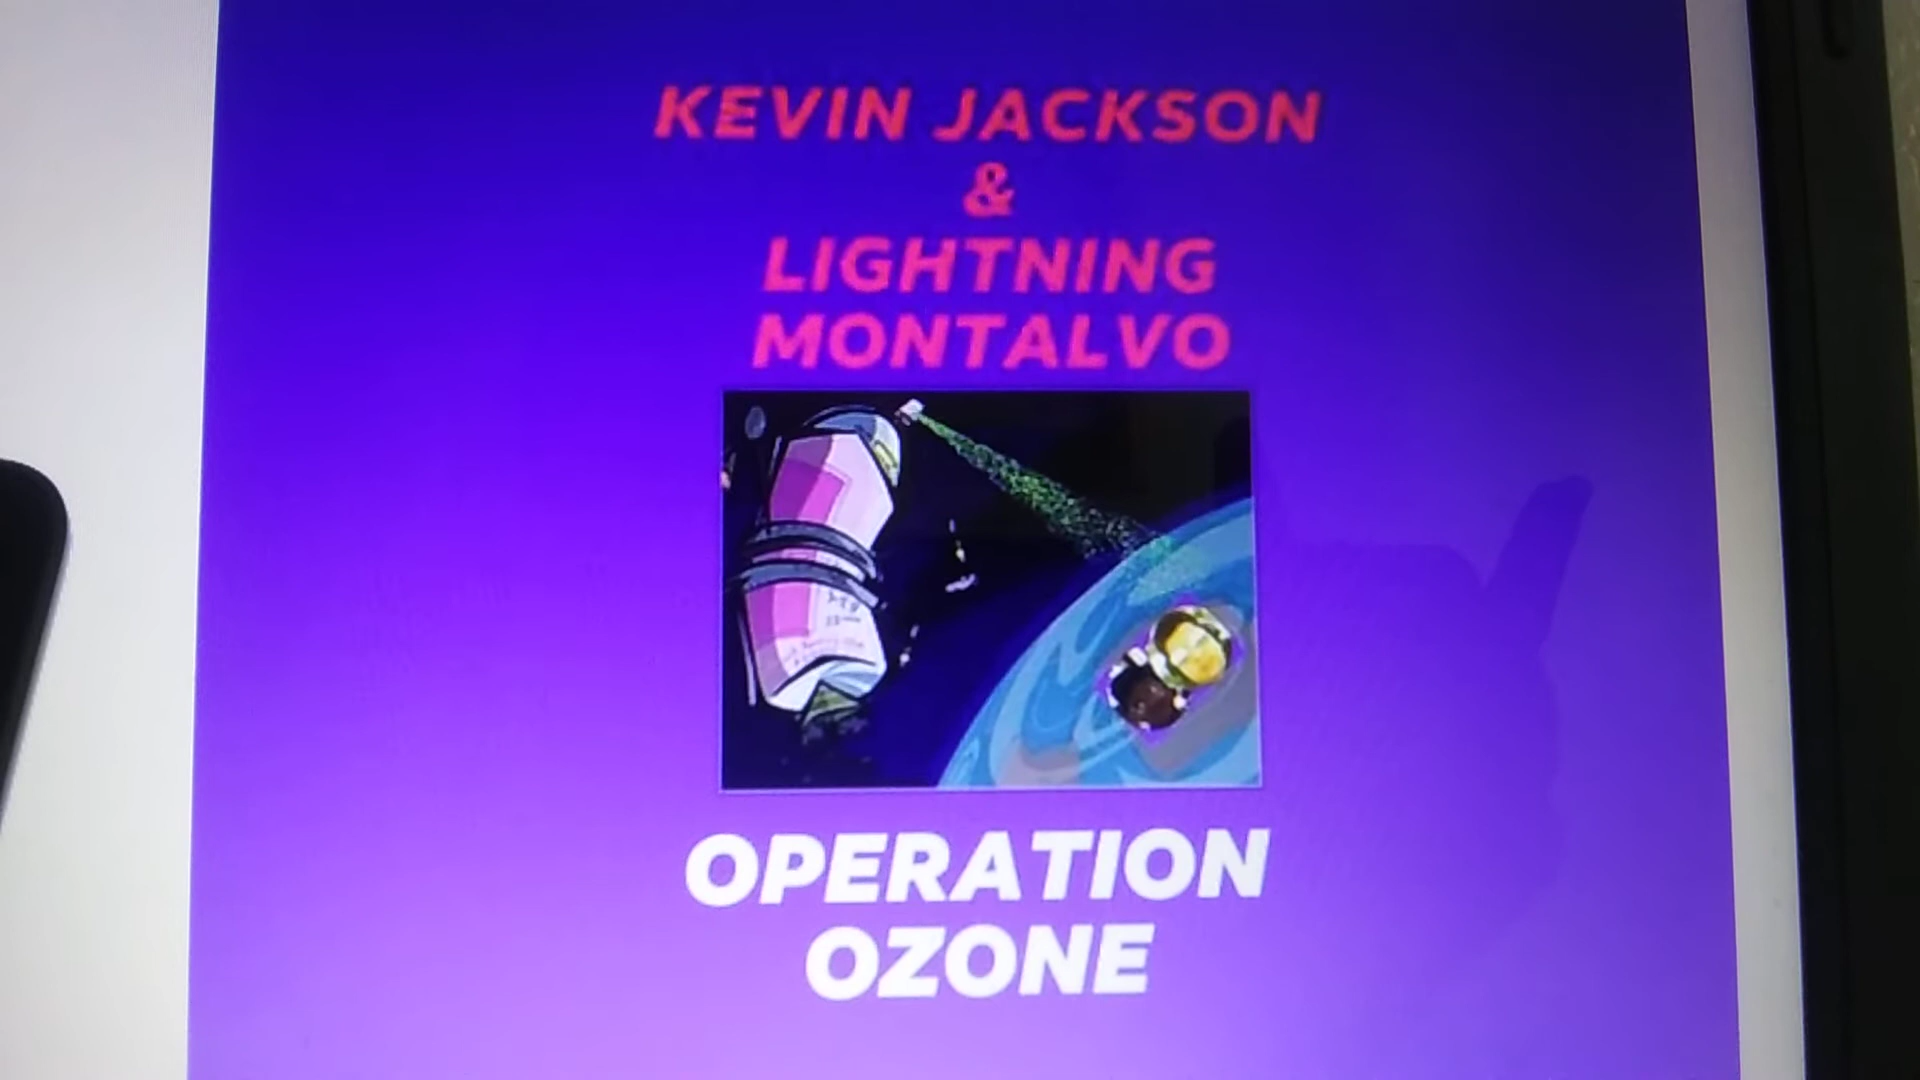 KEVIN JACKSON
&
LIGHTNING
MONTALVO
OPERATION
OZONE